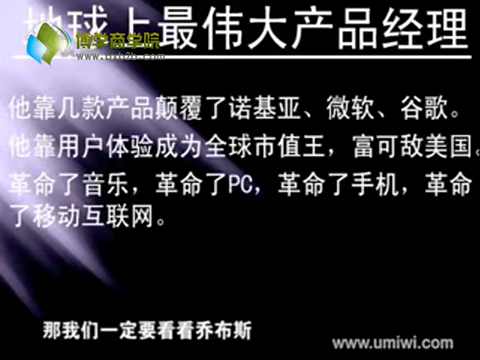 地球上最伟大产品经理
博学商学院
www.bxb2b.com
他靠几款产品颠覆了诺基亚、微软、谷歌。
他靠用户体验成为全球市值王，富可敌美国。
革命了音乐，革命了PC，革命了手机，革命
了移动互联网。
那我们一定要看看乔布斯
www.umiwi.com